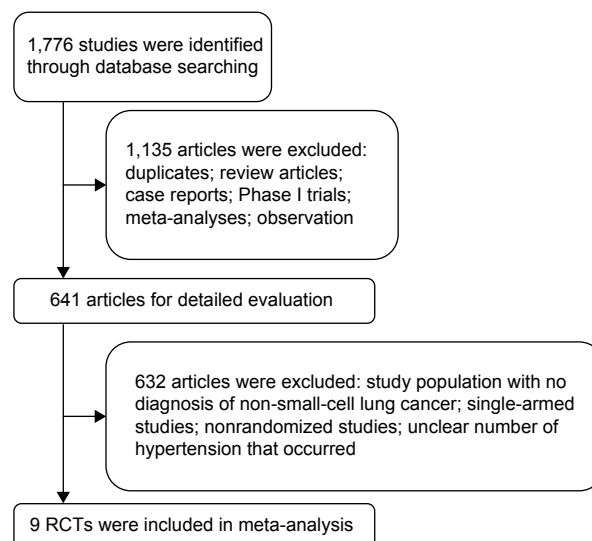 1,776 studies were identified
through database searching
1,135 articles were excluded:
duplicates; review articles;
case reports; Phase I trials;
meta-analyses; observation
641 articles for detailed evaluation
632 articles were excluded: study population with no
diagnosis of non-small-cell lung cancer; single-armed
studies; nonrandomized studies; unclear number of
hypertension that occurred
9 RCTs were included in meta-analysis